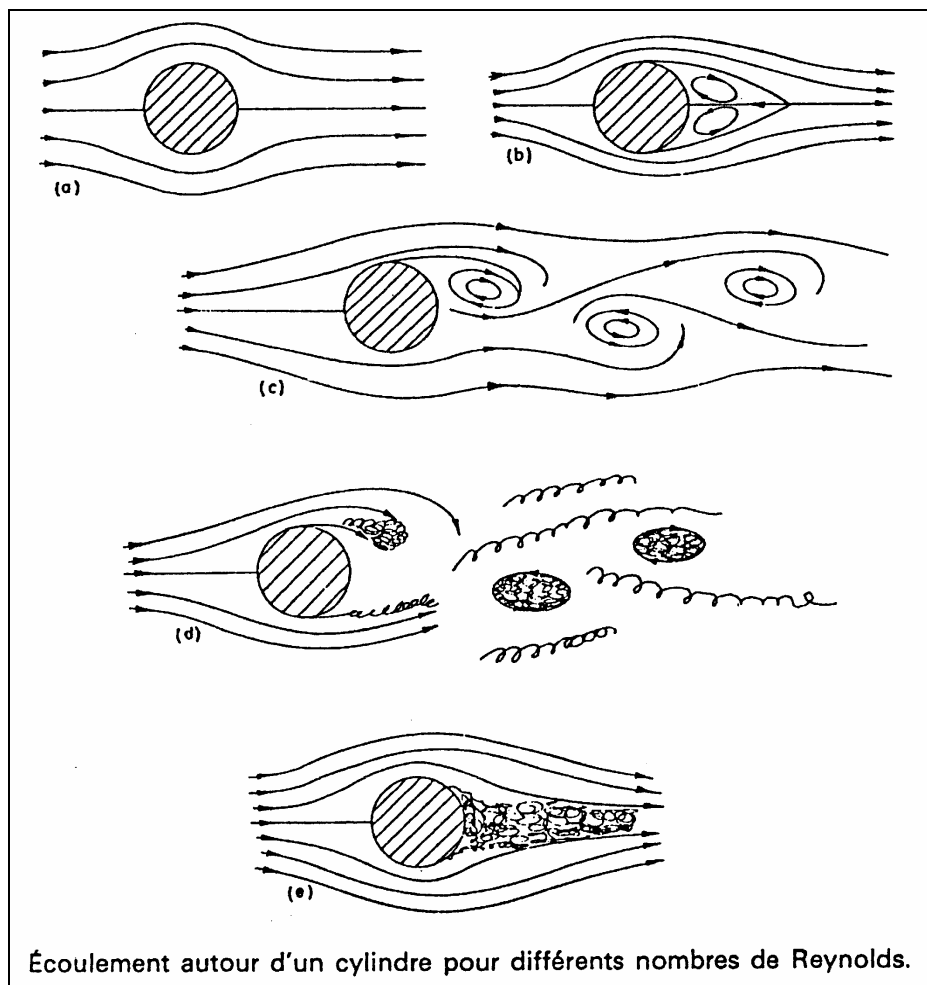 (a)
(b)
(c)
(d)
(e)
Écoulement autour d'un cylindre pour différents nombres de Reynolds.